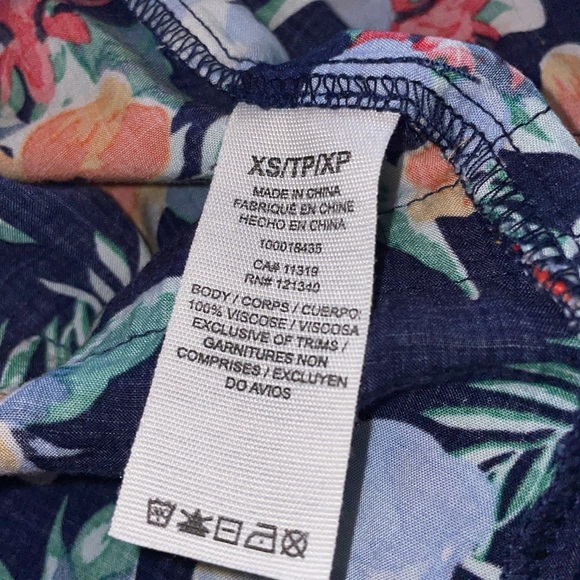 XS/TP/XP
MADE IN CHINA
FABRIQUÉ EN CHINE
HECHO EN CHINA
100018435
CA# 11319
RN# 121340
BODY / CORPS / CUERPO
100% VISCOSE / VISCOSA
EXCLUSIVE OF TRIMS /
GARNITURES NON
COMPRISES / EXCLUYEN
DO AVIOS